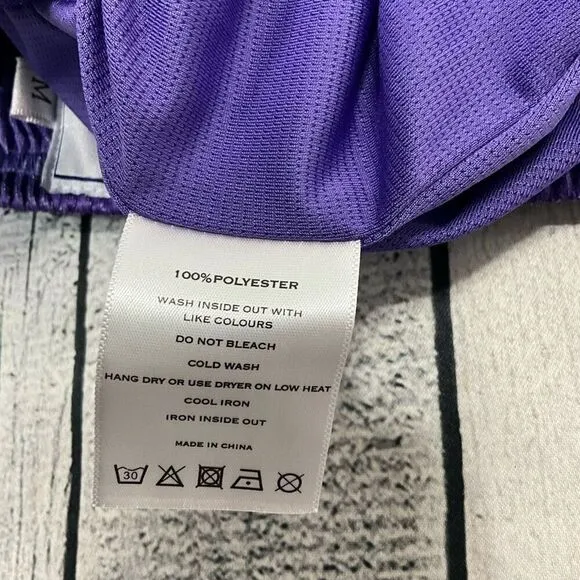 M
100%POLYESTER
WASH INSIDE OUT WITH
LIKE COLOURS
DO NOT BLEACH
COLD WASH
HANG DRY OR USE DRYER ON LOW HEAT
COOL IRON
IRON INSIDE OUT
MADE IN CHINA
30